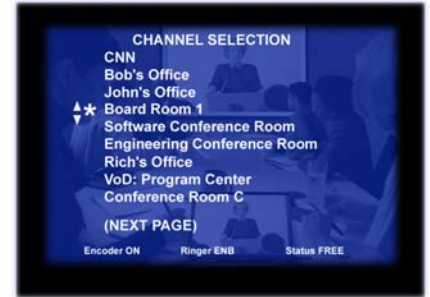 CHANNEL SELECTION
CNN
Bob's Office
John's Office
* Board Room 1
Software Conference Room
Engineering Conference Room
Rich's Office
VoD: Program Center
Conference Room C
(NEXT PAGE)
Encoder ON Ringer ENB Status FREE